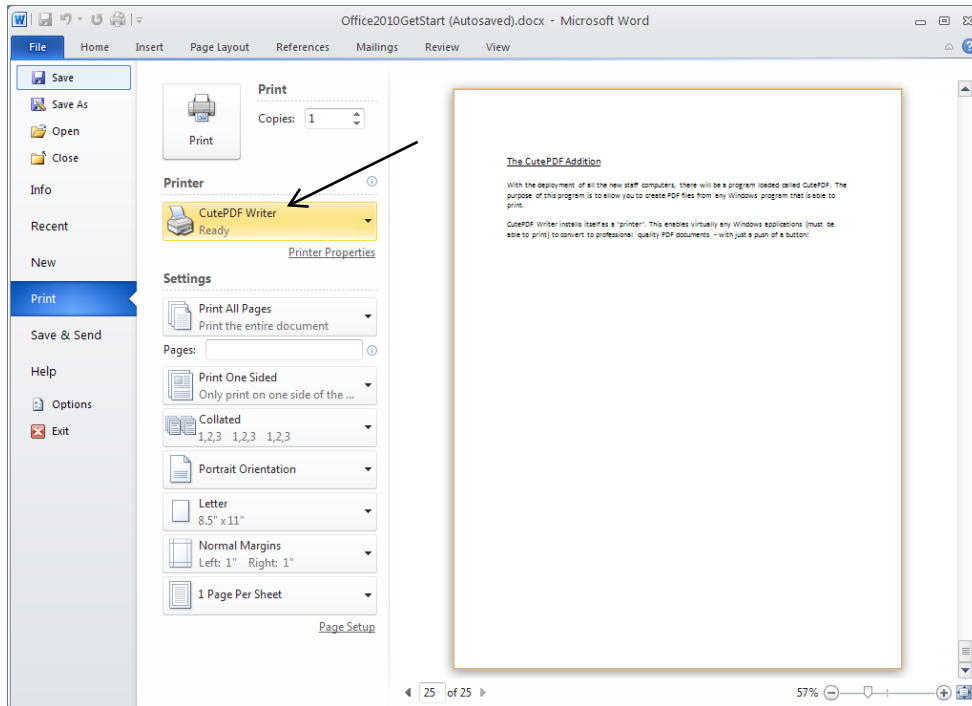 Office2010GetStart (Autosaved).docx - Microsoft Word
File Home Insert Page Layout References Mailings Review View
Save
Save As
Open
Close
Info
Recent
New
Print
Save & Send
Help
Options
Exit
Print
Print
Copies: 1
Printer
CutePDF Writer
Ready
Printer Properties
Settings
Print All Pages
Print the entire document
Pages:
Print One Sided
Only print on one side of the ...
Collated
1,2,3 1,2,3 1,2,3
Portrait Orientation
Letter
8.5" x 11"
Normal Margins
Left: 1" Right: 1"
1 Page Per Sheet
Page Setup
The CutePDF Addition
With the deployment of all the new staff computers, there will be a program loaded called CutePDF. The
purpose of this program is to allow you to create PDF files from any Windows program that is able to
print.
CutePDF Writer installs itself as a "printer". This enables virtually any Windows applications (must be
able to print) to convert to professional quality PDF documents - with just a push of a button!
25 of 25
57%